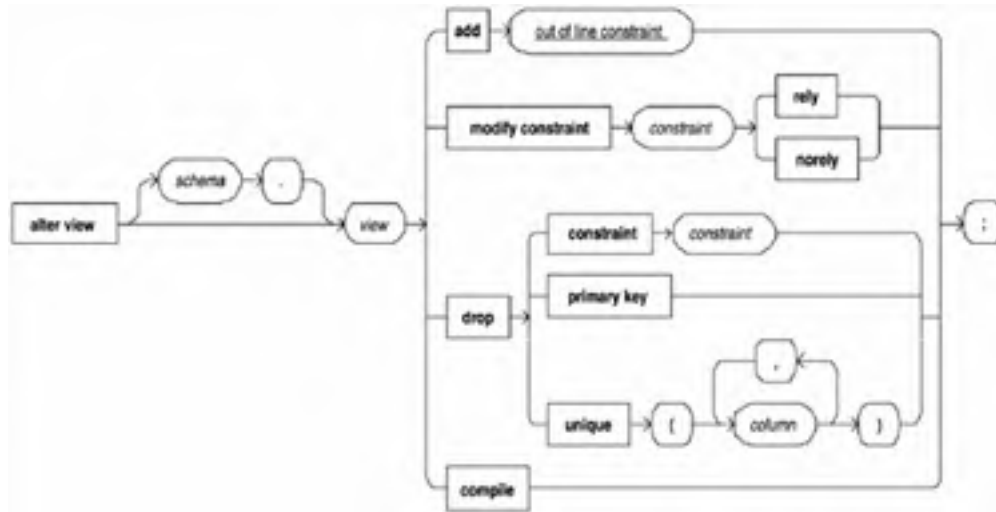 add out of line constraint
rely
modify constraint constraint
norely
schema .
alter view view ;
constraint constraint
primary key
drop
,
unique ( column )
compile